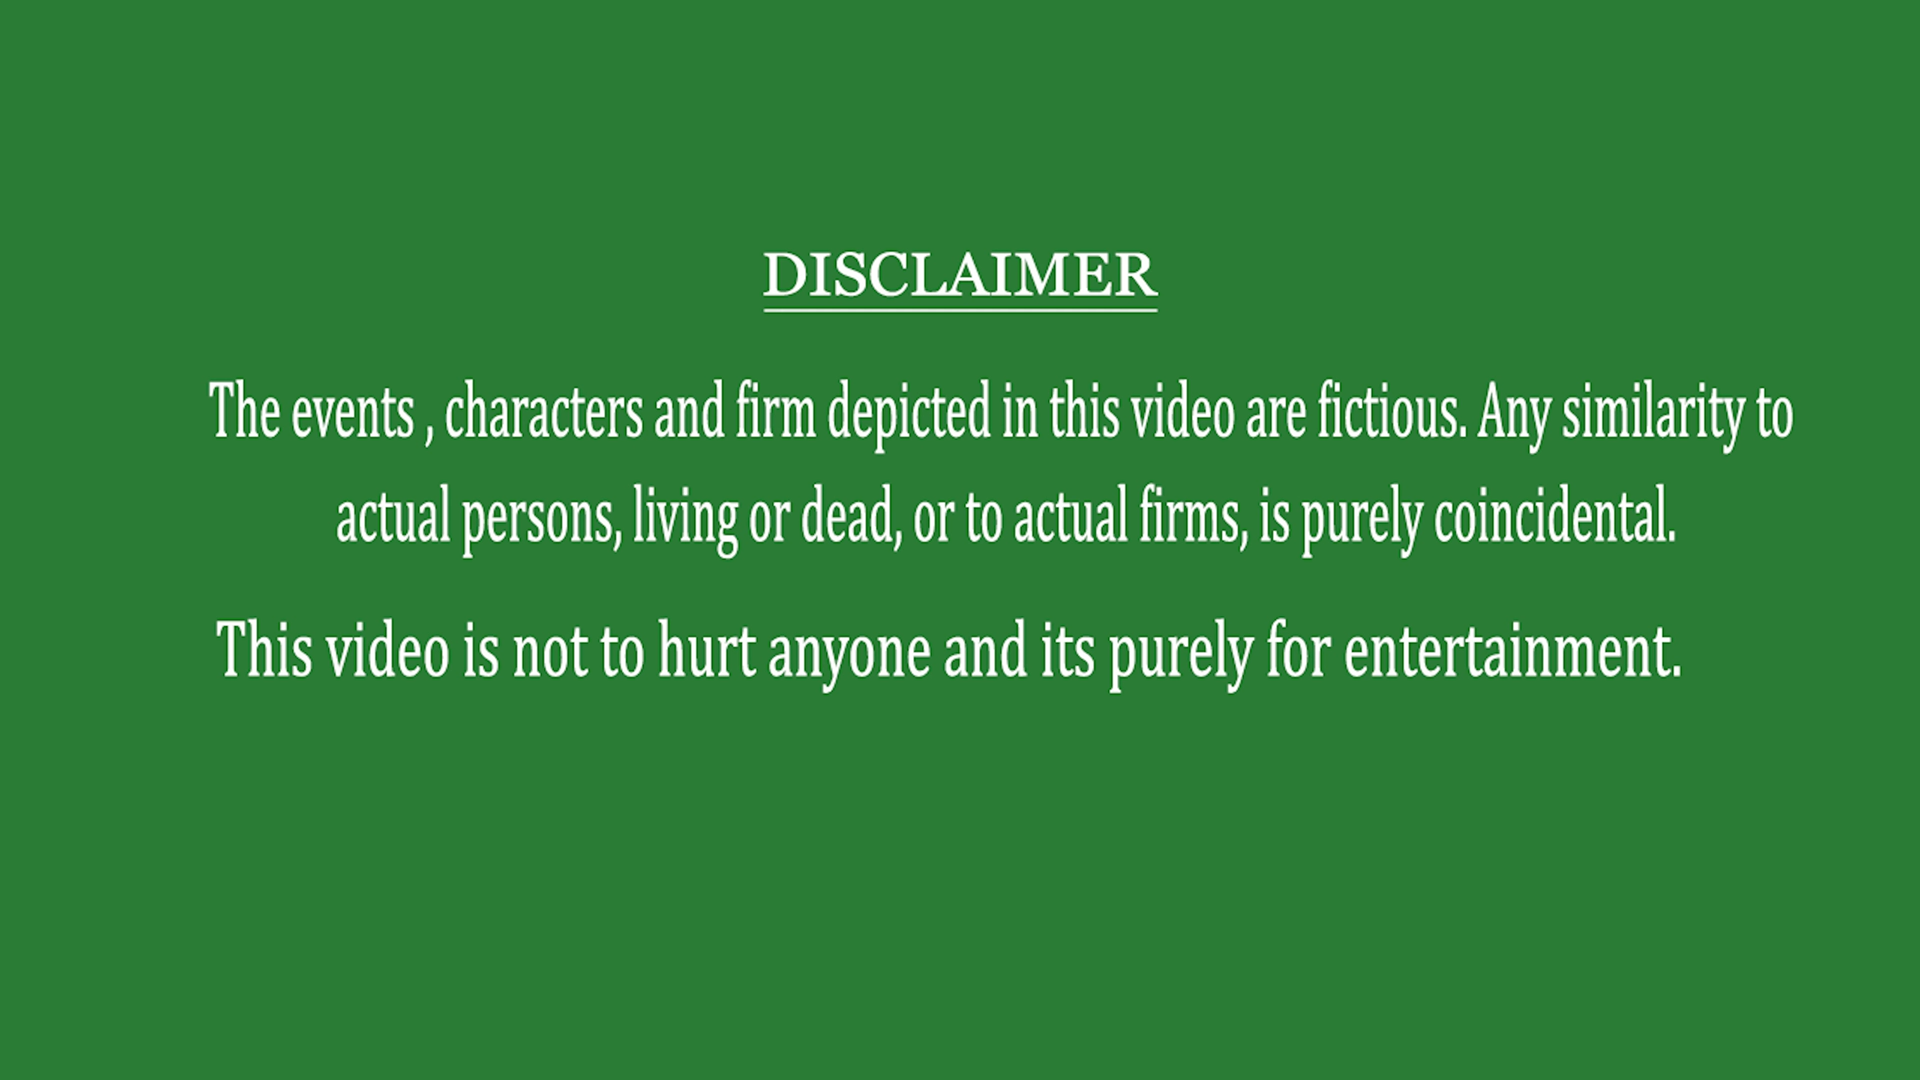 DISCLAIMER
The events , characters and firm depicted in this video are fictious. Any similarity to
actual persons, living or dead, or to actual firms, is purely coincidental.
This video is not to hurt anyone and its purely for entertainment.